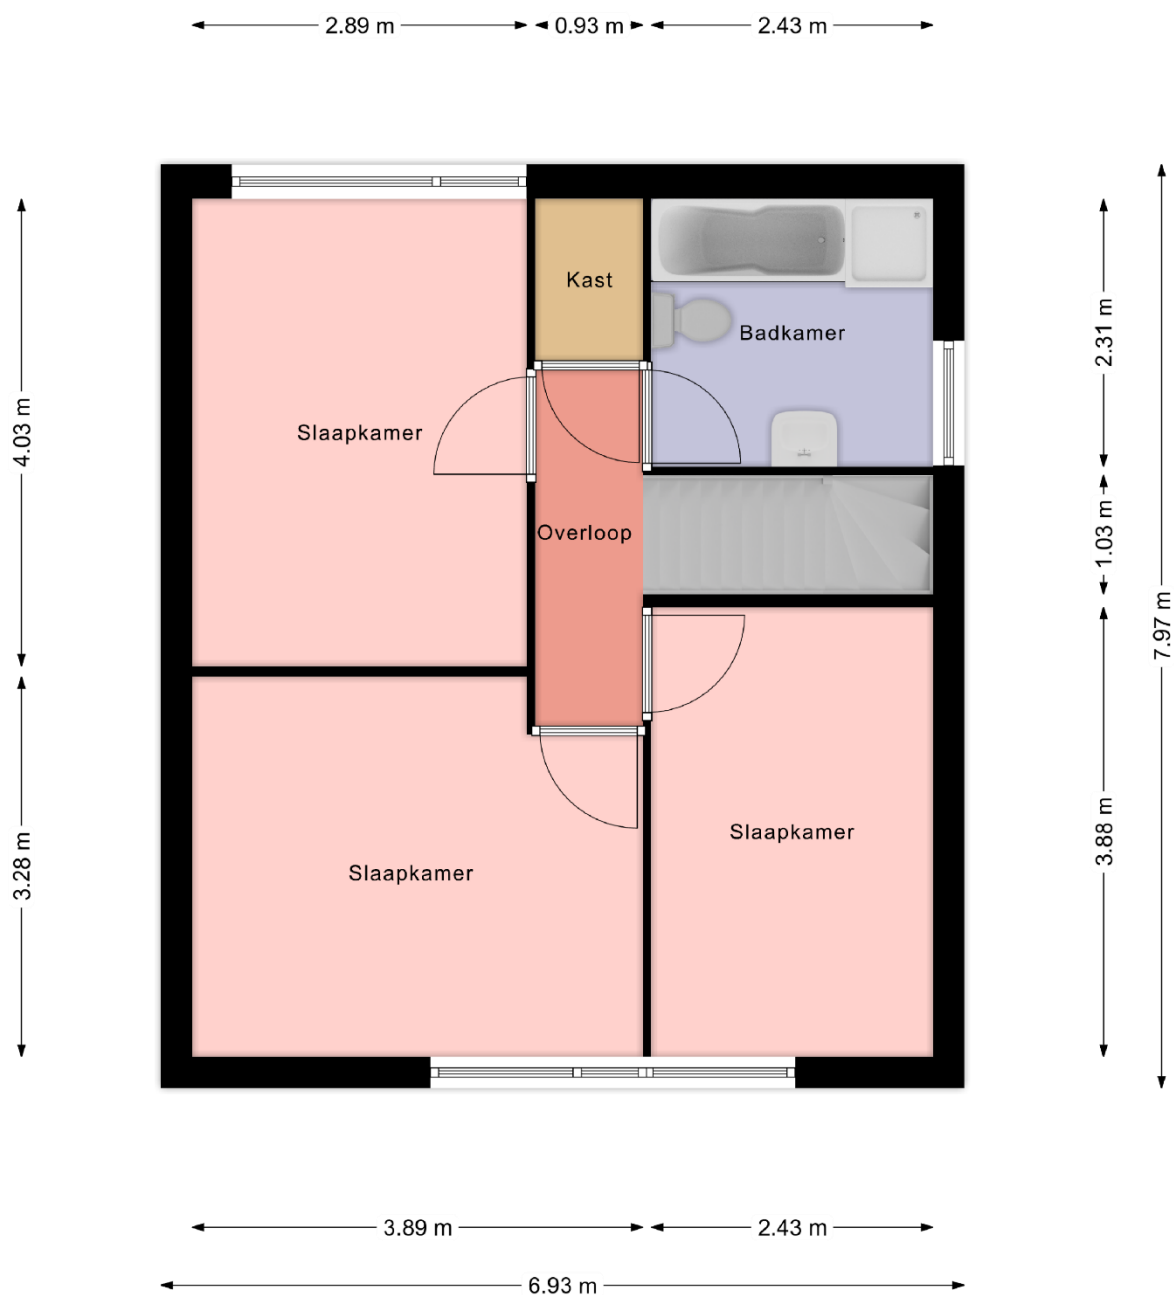 2.89 m
0.93 m
2.43 m
Kast
Badkamer
2.31 m
4.03 m
Slaapkamer
Overloop
1.03 m
7.97 m
Slaapkamer
3.88 m
3.28 m
Slaapkamer
3.89 m
2.43 m
6.93 m